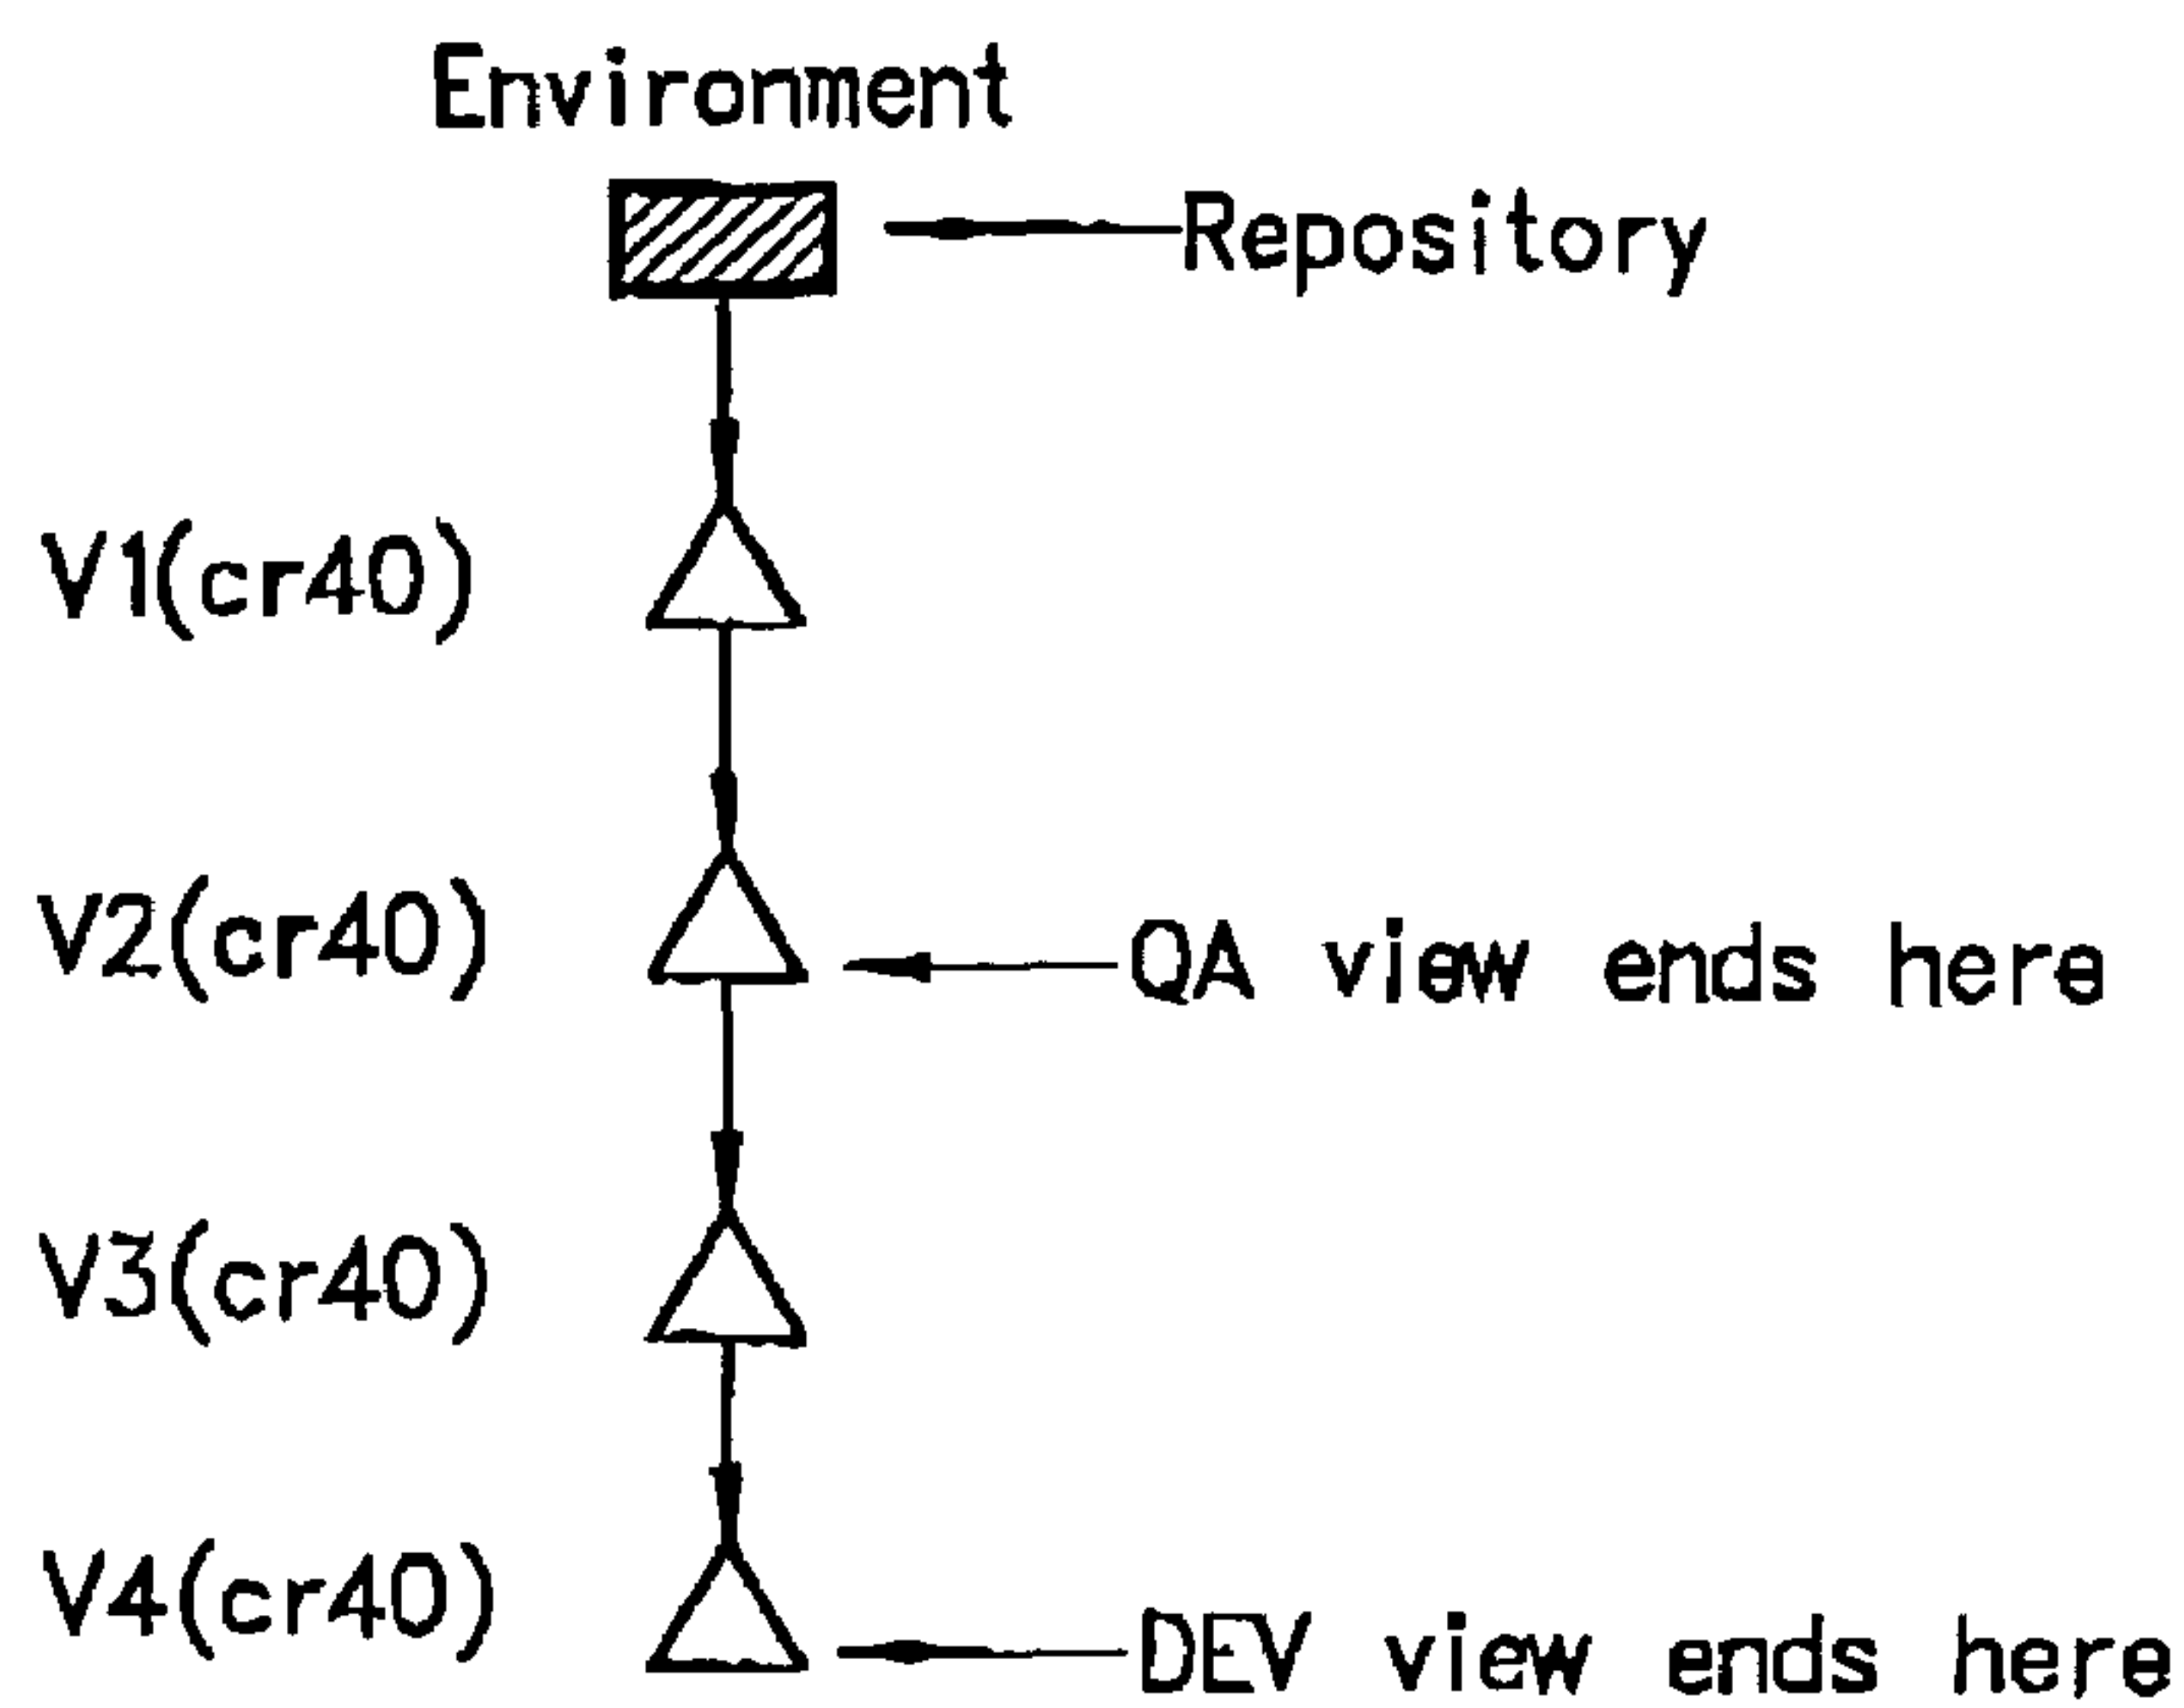 Environment
Repository
V1(cr40)
V2(cr40)
QA view ends here
V3(cr40)
V4(cr40)
DEV view ends here